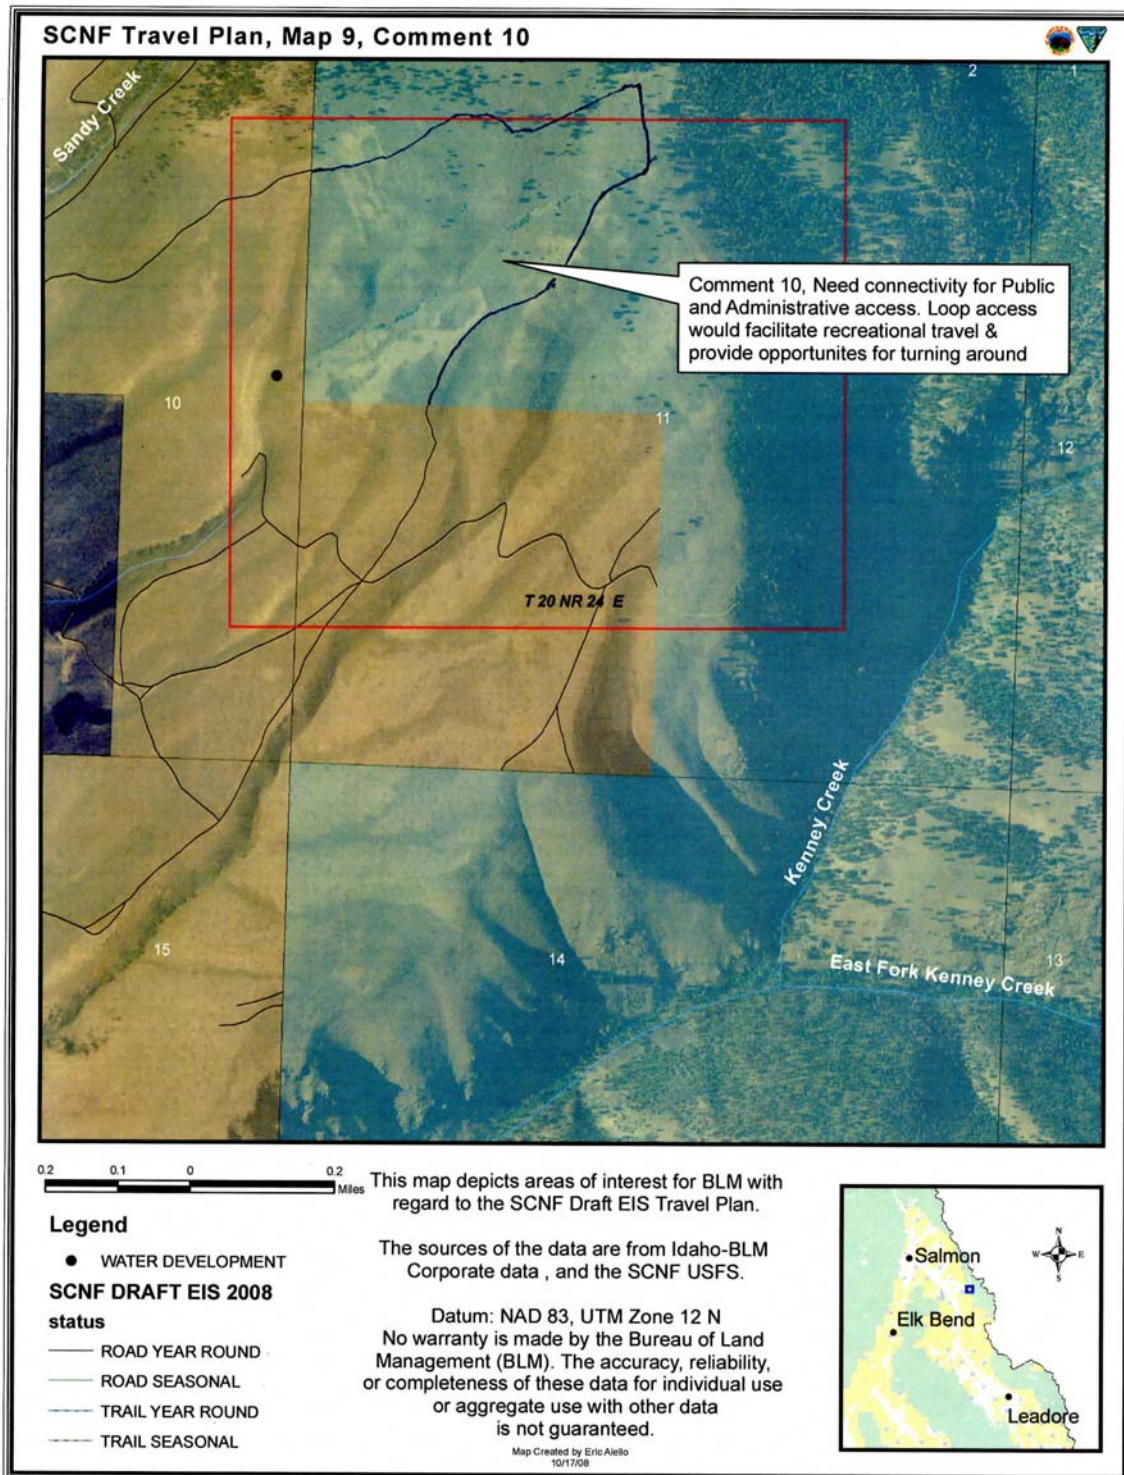 SCNF Travel Plan, Map 9, Comment 10
Sandy Creek
2
1
Comment 10, Need connectivity for Public
and Administrative access. Loop access
would facilitate recreational travel &
provide opportunites for turning around
10
11
12
T 20 NR 24 E
Kenney Creek
15
14
East Fork Kenney Creek
13
0.2 0.1 0 0.2
Miles
This map depicts areas of interest for BLM with
regard to the SCNF Draft EIS Travel Plan.
The sources of the data are from Idaho-BLM
Corporate data , and the SCNF USFS.
Datum: NAD 83, UTM Zone 12 N
No warranty is made by the Bureau of Land
Management (BLM). The accuracy, reliability,
or completeness of these data for individual use
or aggregate use with other data
is not guaranteed.
Map Created by Eric Aiello
10/17/08
Legend
WATER DEVELOPMENT
SCNF DRAFT EIS 2008
status
ROAD YEAR ROUND
ROAD SEASONAL
TRAIL YEAR ROUND
TRAIL SEASONAL
Salmon
N
W E
S
Elk Bend
Leadore